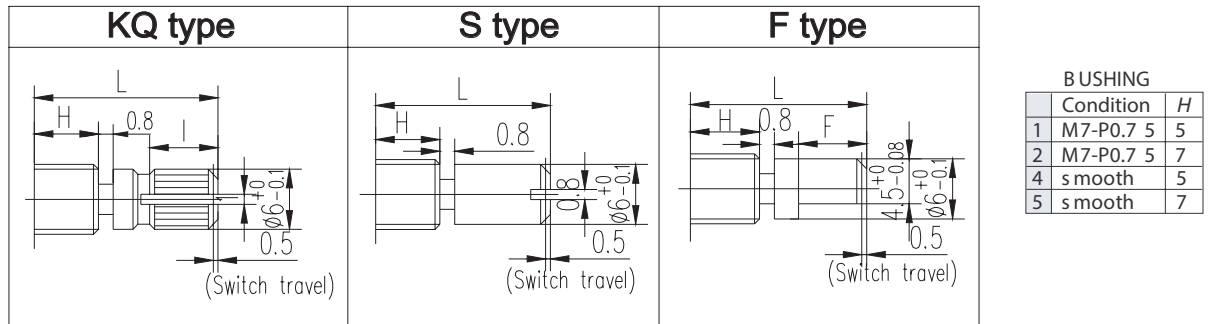 KQ type
S type
F type
L
H
0.8
I
ø6 +0 -0.1
0.5
(Switch travel)
L
H
0.8
0.8
ø6 +0 -0.1
0.5
(Switch travel)
L
H
0.8
F
4.5 +0 -0.08
ø6 +0 -0.1
0.5
(Switch travel)
BUSHING
Condition H
1 M7-P0.7 5 5
2 M7-P0.7 5 7
4 smooth 5
5 smooth 7